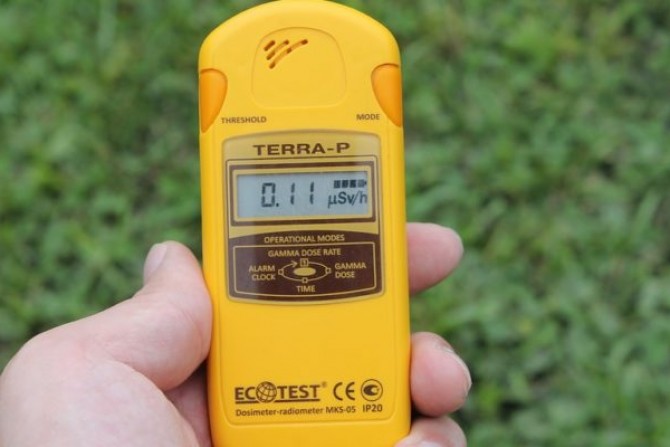 THRESHOLD MODE
TERRA-P
0.11 μSv/h
OPERATIONAL MODES
GAMMA DOSE RATE
ALARM CLOCK
GAMMA DOSE
TIME
ECOTEST® CE
Dosimeter-radiometer MKS-05 IP20